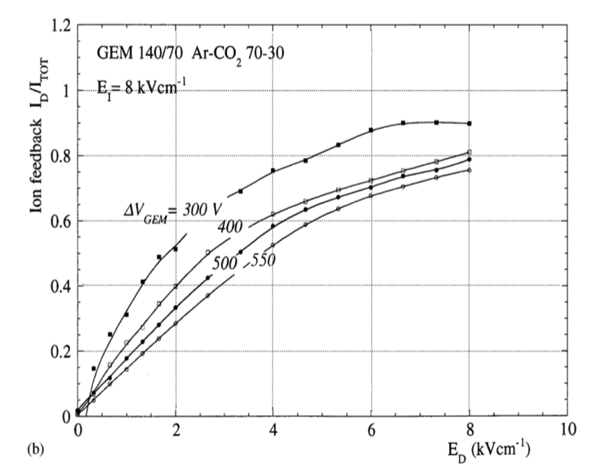 1.2
GEM 140/70 Ar-CO2 70-30
E_I= 8 kVcm-1
1
0.8
0.6
0.4
0.2
0
Ion feedback I_D/I_TOT
ΔV_GEM= 300 V
400
500
550
0 2 4 6 8 10
E_D (kVcm-1)
(b)